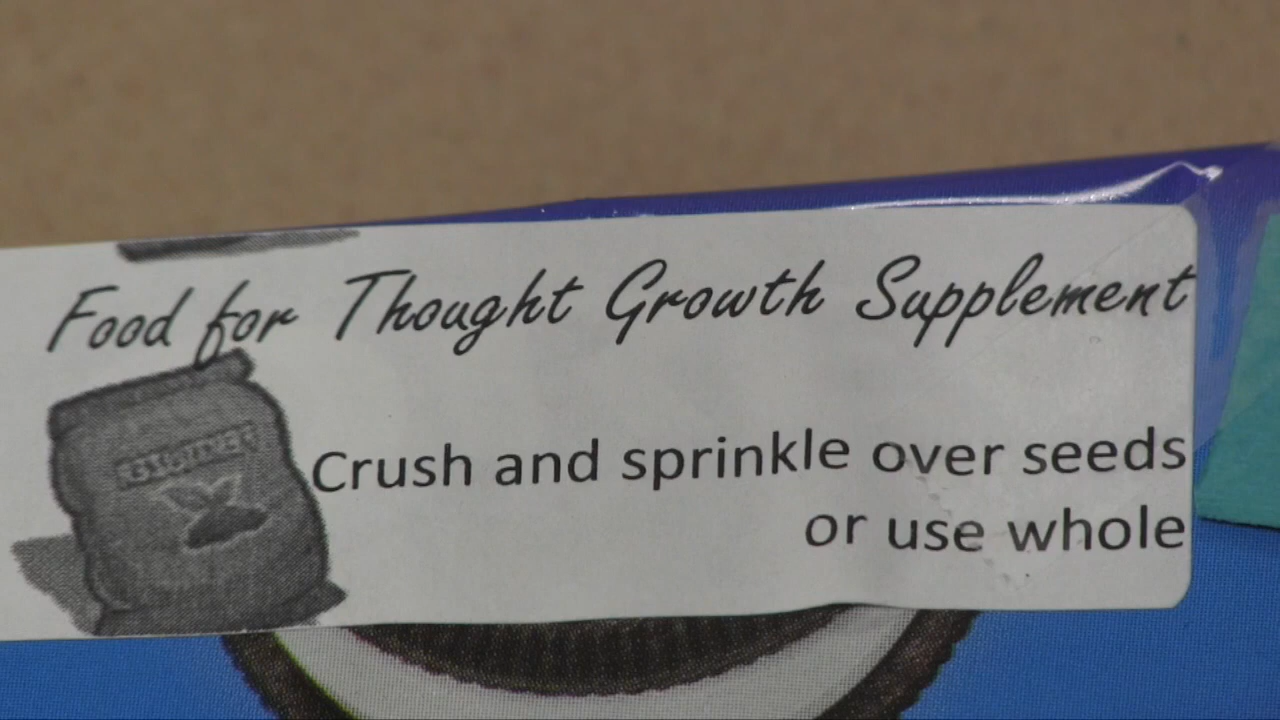 Food for Thought Growth Supplement
Crush and sprinkle over seeds
or use whole